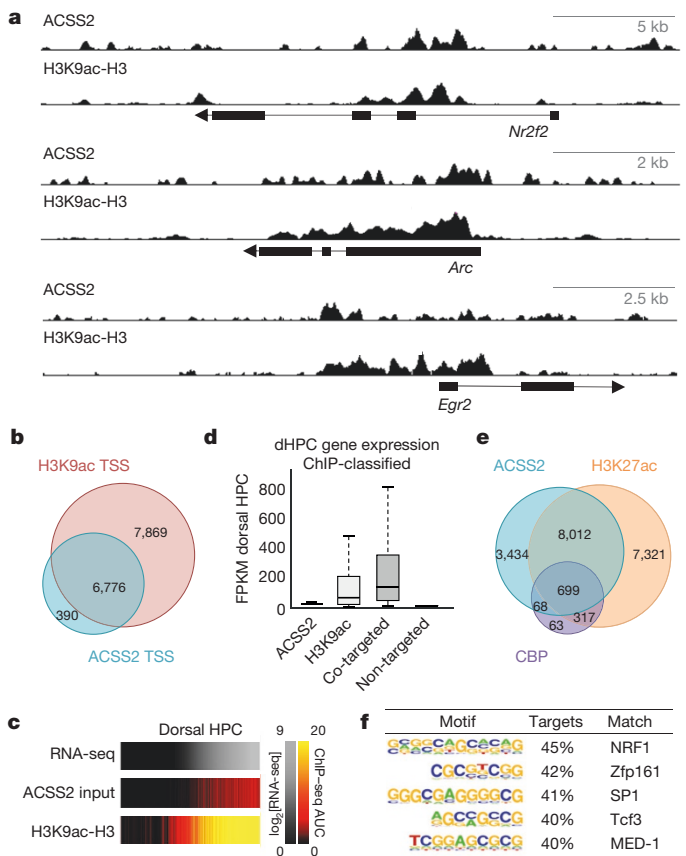 a
ACSS2
5 kb
H3K9ac-H3
Nr2f2
ACSS2
2 kb
H3K9ac-H3
Arc
ACSS2
2.5 kb
H3K9ac-H3
Egr2
b
H3K9ac TSS
7,869
6,776
390
ACSS2 TSS
d
dHPC gene expression
ChIP-classified
FPKM dorsal HPC
800
600
400
200
0
ACSS2
H3K9ac
Co-targeted
Non-targeted
e
ACSS2
H3K27ac
8,012
3,434
7,321
699
68
317
63
CBP
c
Dorsal HPC
RNA-seq
ACSS2 input
H3K9ac-H3
9
0
log2[RNA-seq]
20
0
ChIP-seq AUC
f
Motif Targets Match
45% NRF1
CGCGTCGG 42% Zfp161
GGGCGAGGGGCG 41% SP1
AGCCGCG 40% Tcf3
TCGGAGCGCG 40% MED-1